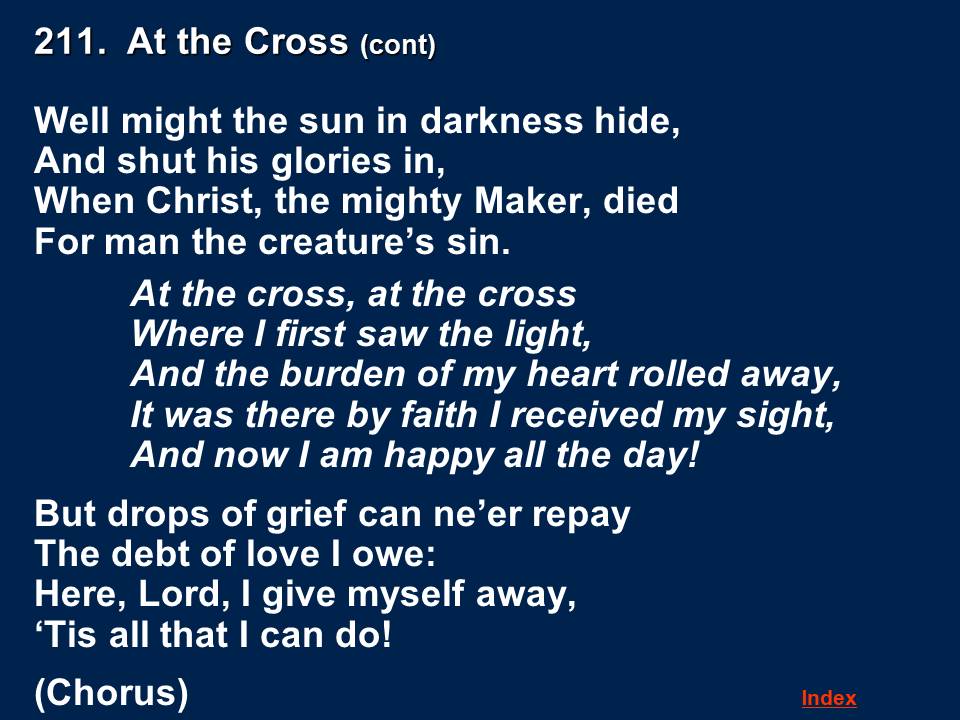 211.  At the Cross (cont)
Well might the sun in darkness hide,
And shut his glories in,
When Christ, the mighty Maker, died
For man the creature’s sin.
At the cross, at the cross
Where I first saw the light,
And the burden of my heart rolled away,
It was there by faith I received my sight,
And now I am happy all the day!
But drops of grief can ne’er repay
The debt of love I owe:
Here, Lord, I give myself away,
‘Tis all that I can do!
(Chorus)
Index